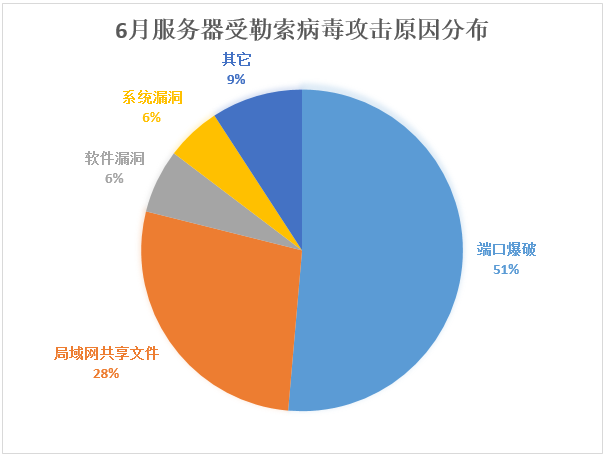 6月服务器受勒索病毒攻击原因分布
其它
9%
系统漏洞
6%
软件漏洞
6%
端口爆破
51%
局域网共享文件
28%